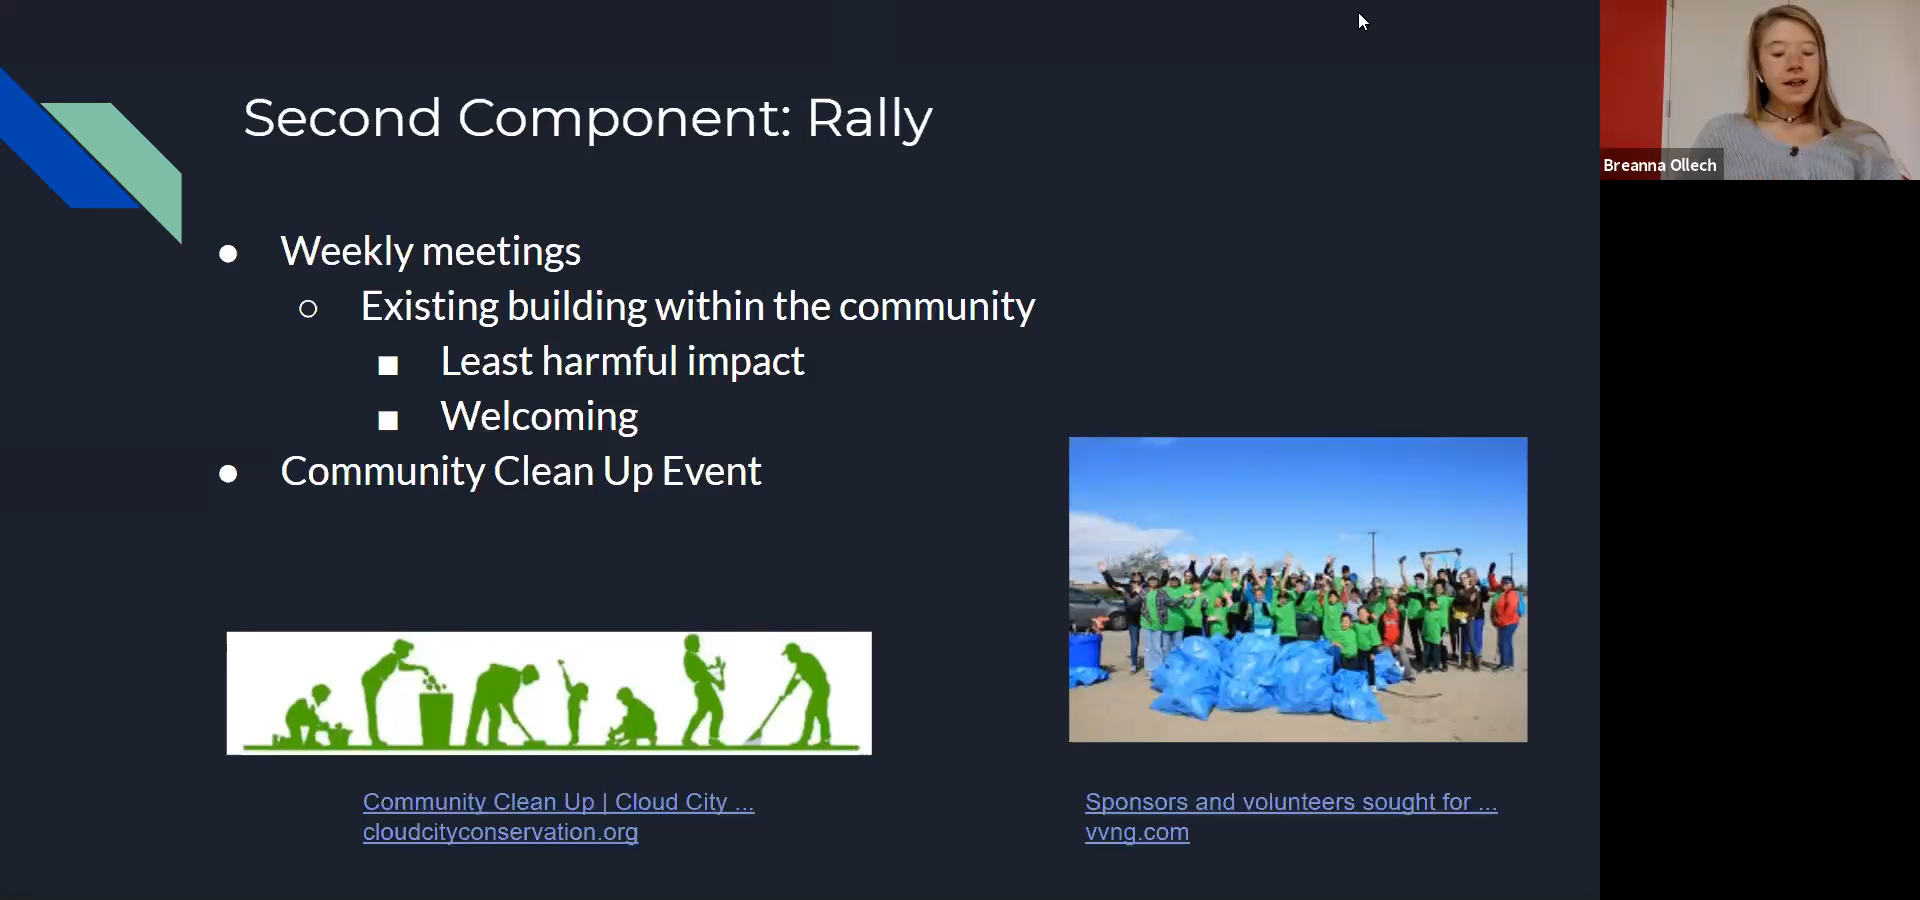 Second Component: Rally
Breanna Ollech
● Weekly meetings
○ Existing building within the community
■ Least harmful impact
■ Welcoming
● Community Clean Up Event
Community Clean Up | Cloud City ...
cloudcityconservation.org
Sponsors and volunteers sought for ...
vvng.com